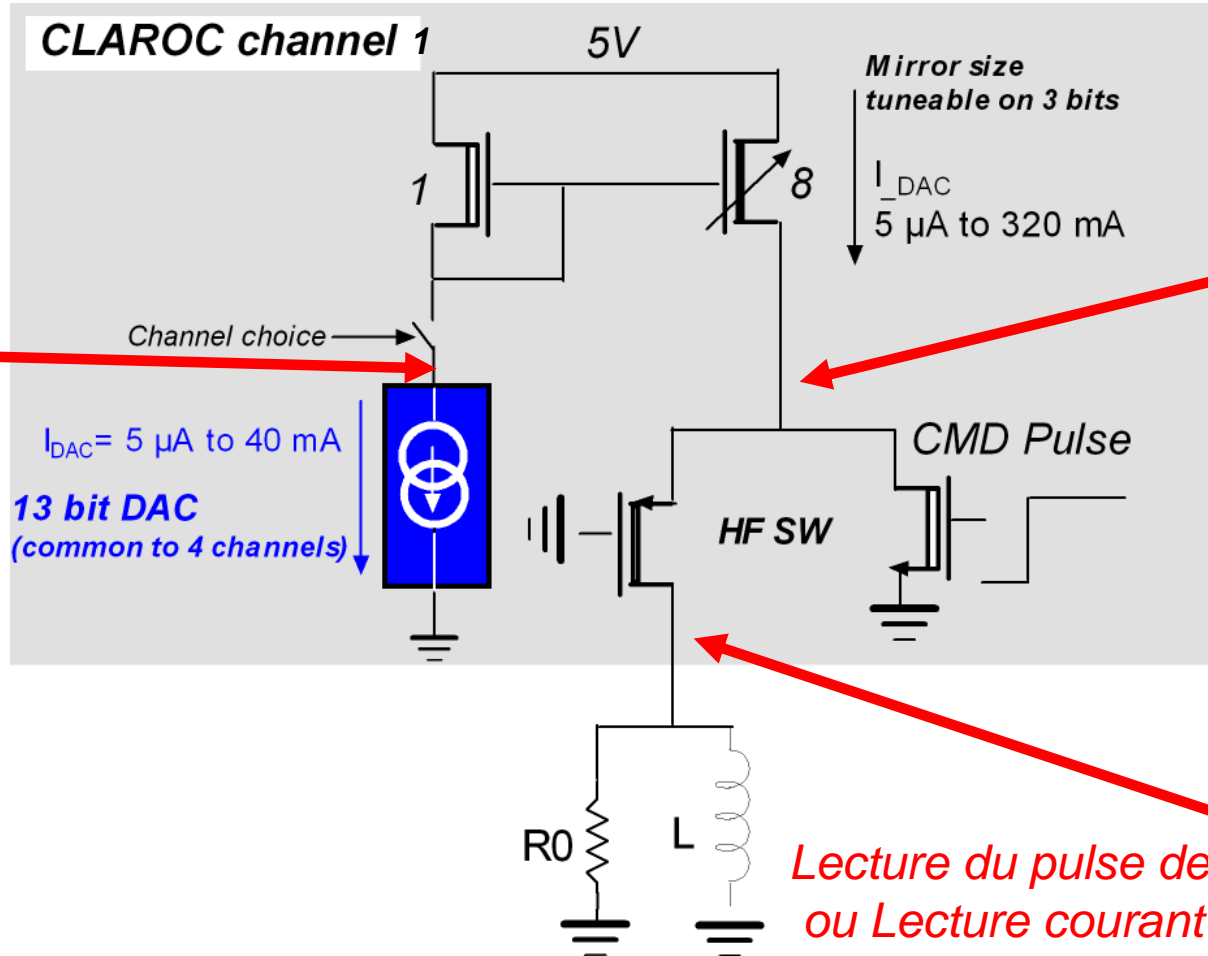 CLAROC channel 1
5V
Mirror size
tuneable on 3 bits
1
8
I_DAC
5 µA to 320 mA
Channel choice
IDAC= 5 µA to 40 mA
13 bit DAC
(common to 4 channels)
CMD Pulse
HF SW
R0
L
Lecture du pulse de
ou Lecture courant